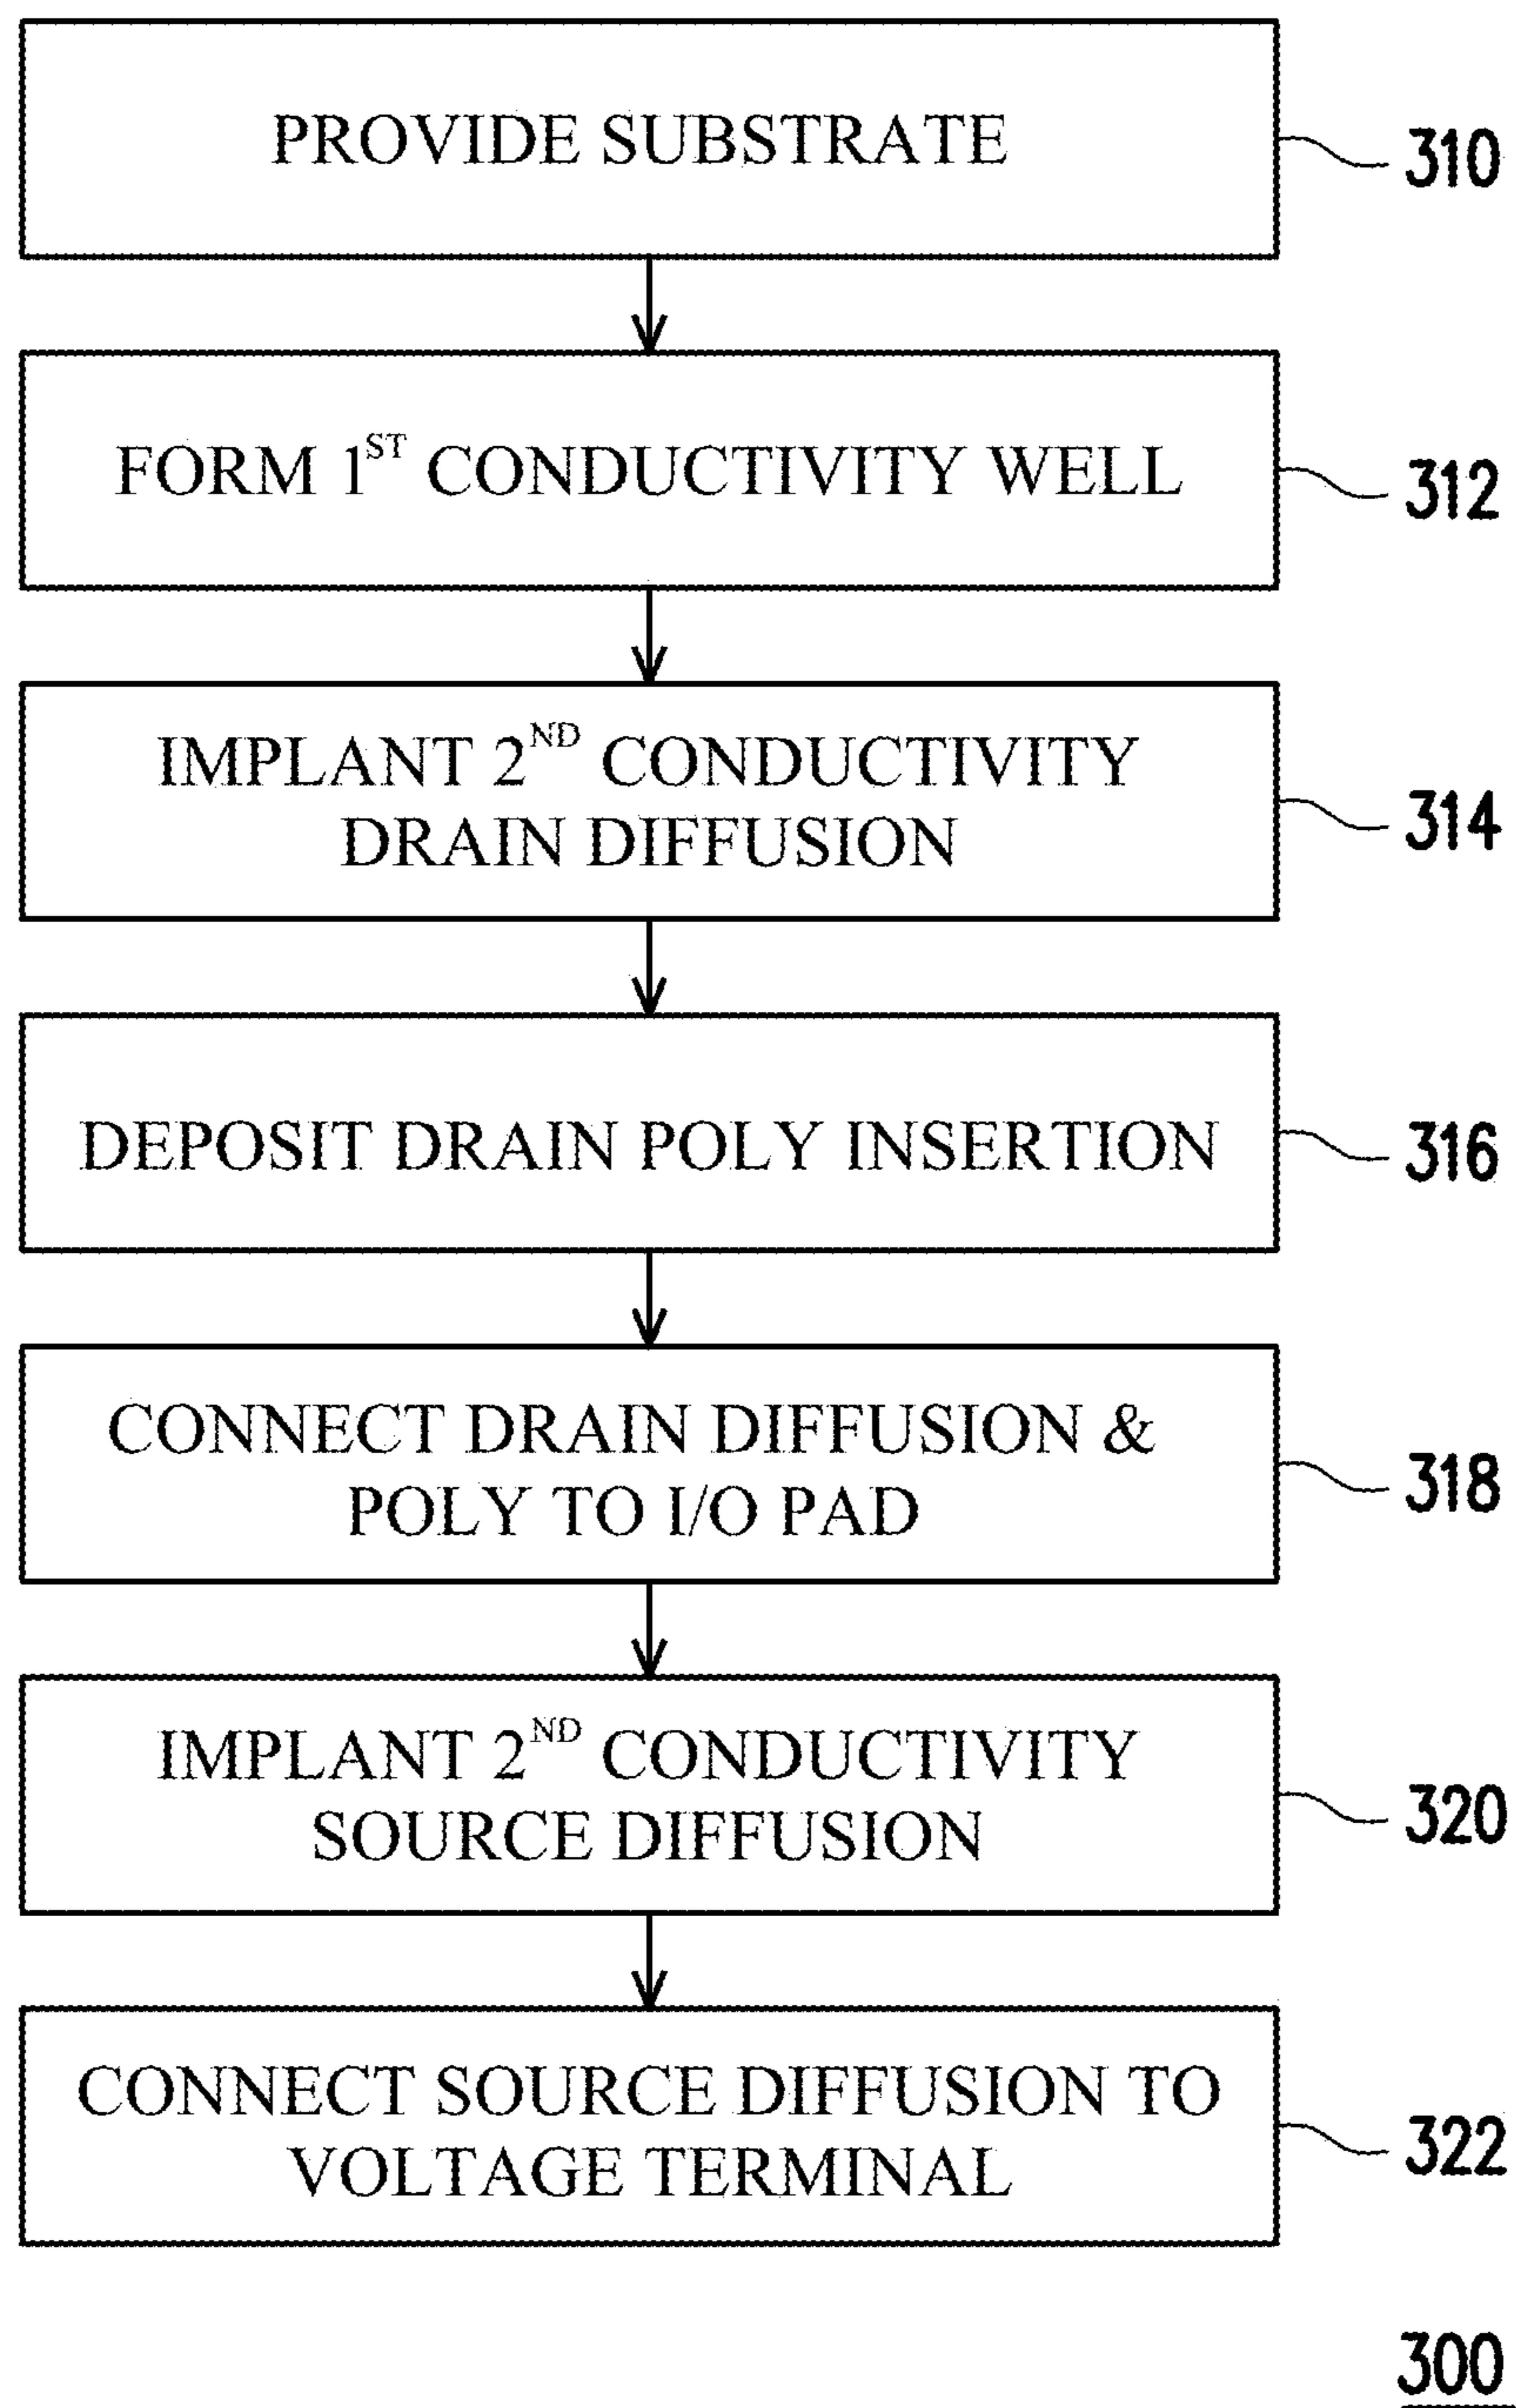 PROVIDE SUBSTRATE
310
FORM 1ST CONDUCTIVITY WELL
312
IMPLANT 2ND CONDUCTIVITY
DRAIN DIFFUSION
314
DEPOSIT DRAIN POLY INSERTION
316
CONNECT DRAIN DIFFUSION &
POLY TO I/O PAD
318
IMPLANT 2ND CONDUCTIVITY
SOURCE DIFFUSION
320
CONNECT SOURCE DIFFUSION TO
VOLTAGE TERMINAL
322
300